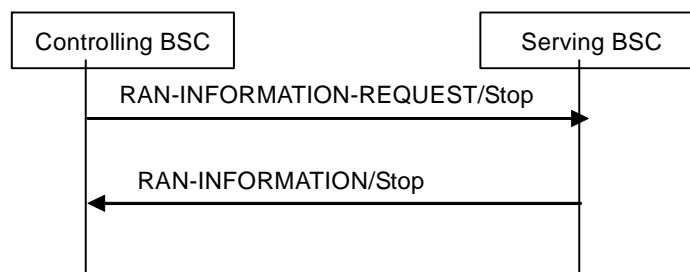 Controlling BSC
Serving BSC
RAN-INFORMATION-REQUEST/Stop
RAN-INFORMATION/Stop